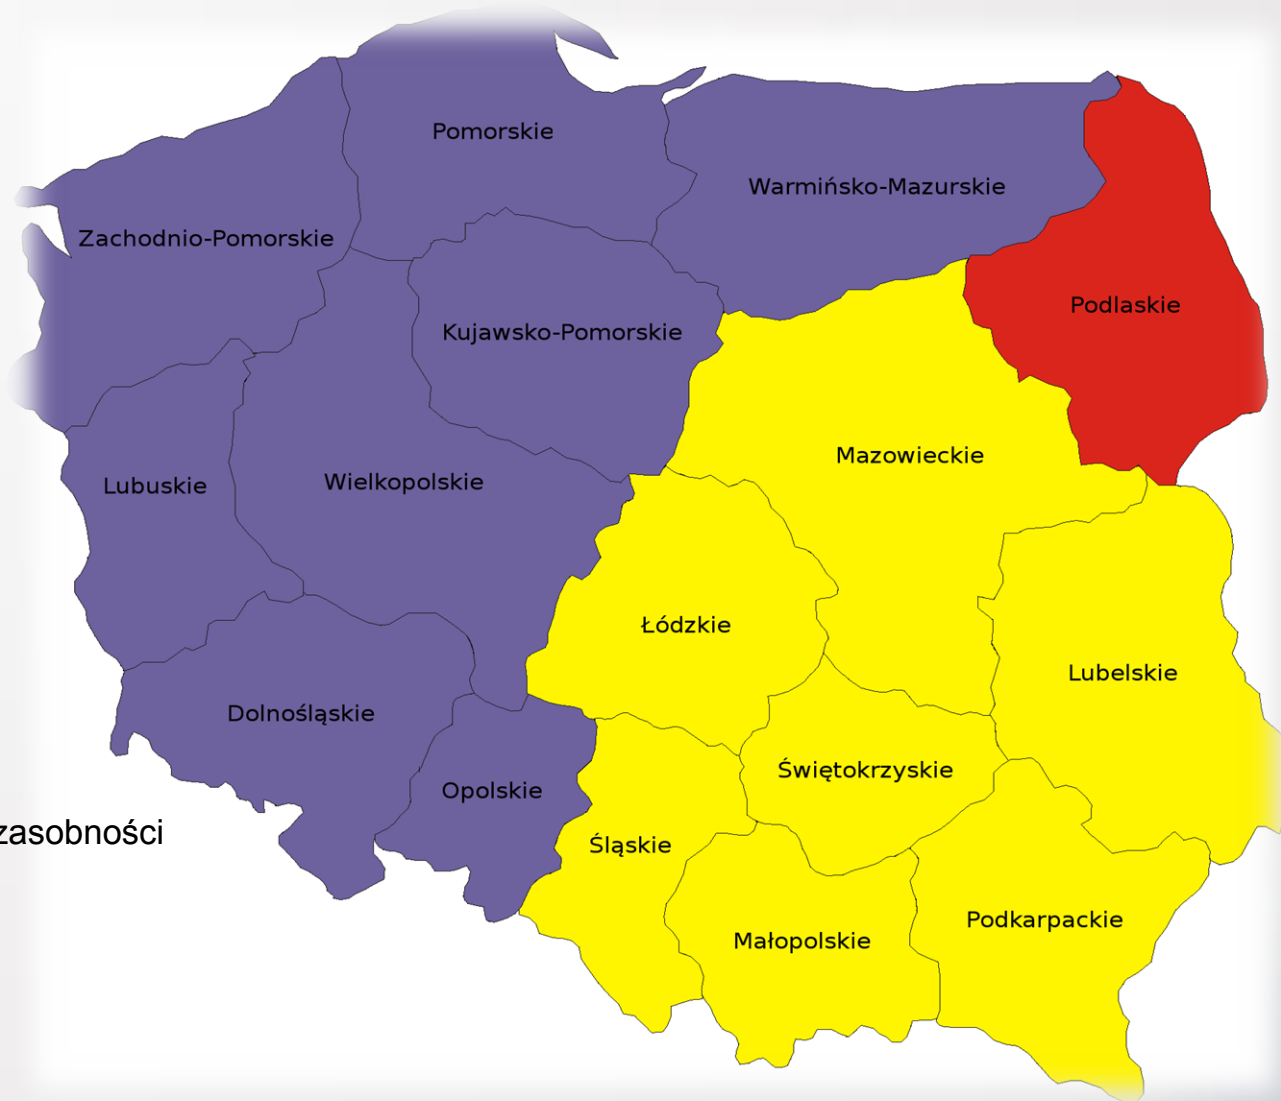 Pomorskie
Warmińsko-Mazurskie
Zachodnio-Pomorskie
Podlaskie
Kujawsko-Pomorskie
Mazowieckie
Wielkopolskie
Lubuskie
Łódzkie
Lubelskie
Dolnośląskie
Świętokrzyskie
Opolskie
zasobności
Śląskie
Podkarpackie
Małopolskie